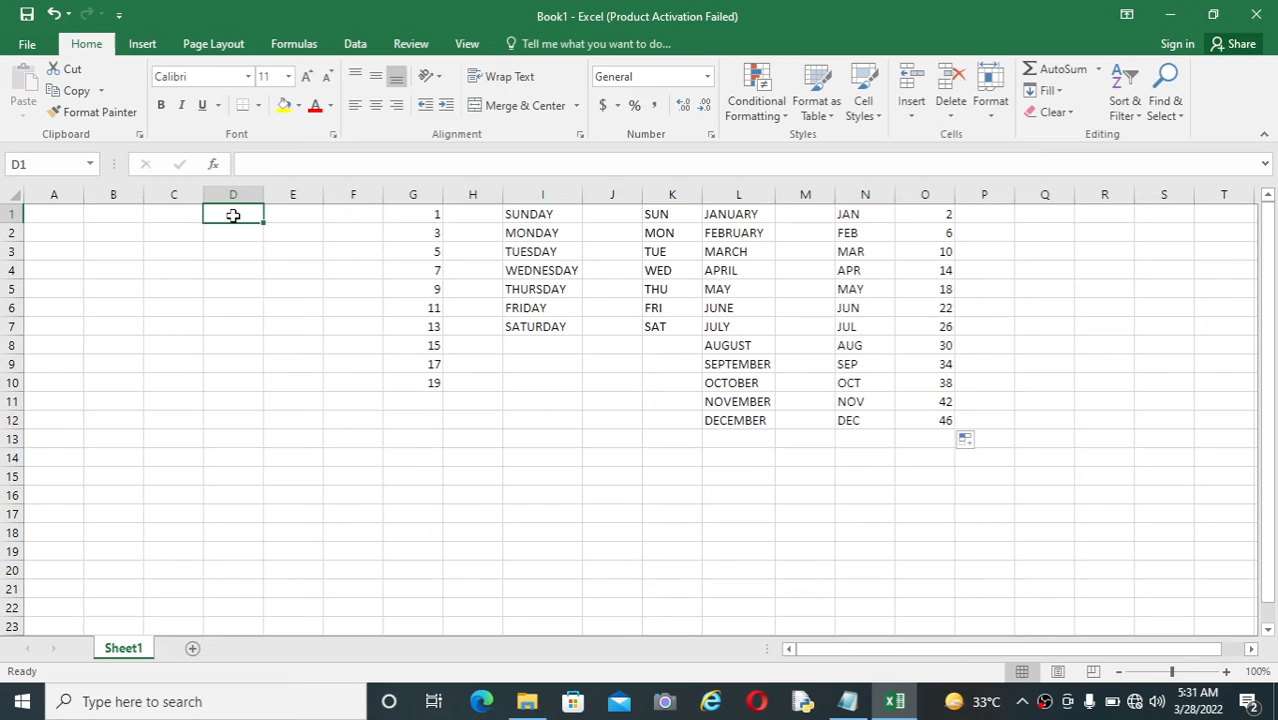 Book1 - Excel (Product Activation Failed)
File Home Insert Page Layout Formulas Data Review View Tell me what you want to do... Sign in Share
Paste Cut Copy Format Painter Clipboard
Calibri 11 B I U A Font
Wrap Text Merge & Center Alignment
General $ % , Number
Conditional Formatting Format as Table Cell Styles Styles
Insert Delete Format Cells
AutoSum Fill Clear Sort & Filter Find & Select Editing
D1 fx
A B C D E F G H I J K L M N O P Q R S T
1 1 SUNDAY SUN JANUARY JAN 2
2 3 MONDAY MON FEBRUARY FEB 6
3 5 TUESDAY TUE MARCH MAR 10
4 7 WEDNESDAY WED APRIL APR 14
5 9 THURSDAY THU MAY MAY 18
6 11 FRIDAY FRI JUNE JUN 22
7 13 SATURDAY SAT JULY JUL 26
8 15 AUGUST AUG 30
9 17 SEPTEMBER SEP 34
10 19 OCTOBER OCT 38
11 NOVEMBER NOV 42
12 DECEMBER DEC 46
13
14
15
16
17
18
19
20
21
22
23
Sheet1
Ready 100%
Type here to search 33°C 5:31 AM
3/28/2022 2